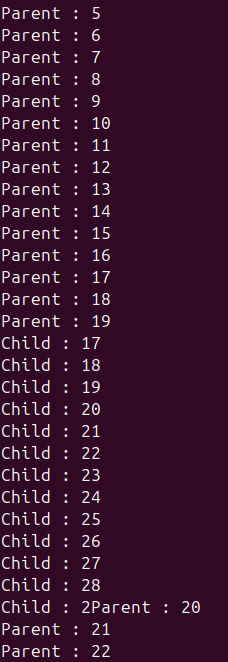 Parent : 5
Parent : 6
Parent : 7
Parent : 8
Parent : 9
Parent : 10
Parent : 11
Parent : 12
Parent : 13
Parent : 14
Parent : 15
Parent : 16
Parent : 17
Parent : 18
Parent : 19
Child : 17
Child : 18
Child : 19
Child : 20
Child : 21
Child : 22
Child : 23
Child : 24
Child : 25
Child : 26
Child : 27
Child : 28
Child : 2Parent : 20
Parent : 21
Parent : 22